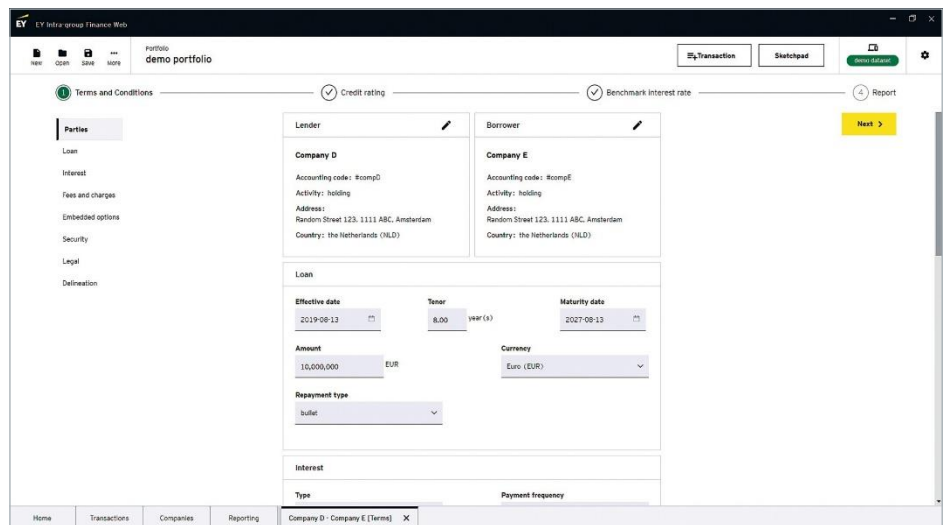 EY EY Intra-group Finance Web
New Open Save More
Portfolio
demo portfolio
Transaction
Sketchpad
demo dataset
1 Terms and Conditions
Credit rating
Benchmark interest rate
4 Report
Parties
Loan
Interest
Fees and charges
Embedded options
Security
Legal
Delineation
Lender
Company D
Accounting code: #compD
Activity: holding
Address:
Random Street 123, 1111 ABC, Amsterdam
Country: the Netherlands (NLD)
Borrower
Company E
Accounting code: #compE
Activity: holding
Address:
Random Street 123, 1111 ABC, Amsterdam
Country: the Netherlands (NLD)
Next
Loan
Effective date
2019-08-13
Tenor
8.00 year(s)
Maturity date
2027-08-13
Amount
10,000,000 EUR
Currency
Euro (EUR)
Repayment type
bullet
Interest
Type
Payment frequency
Home
Transactions
Companies
Reporting
Company D - Company E [Terms] X